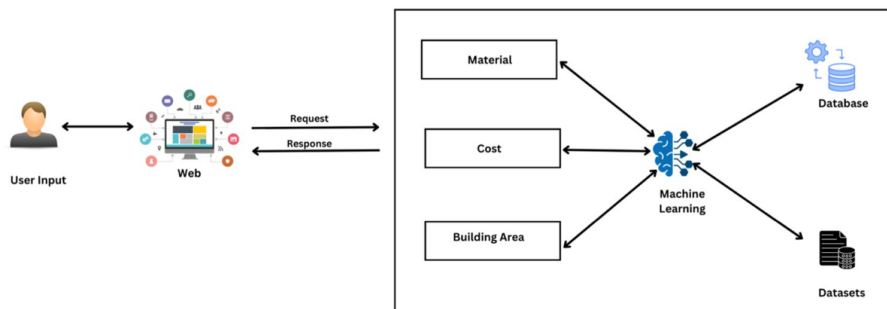 User Input
Web
Request
Response
Material
Cost
Building Area
Machine
Learning
Database
Datasets